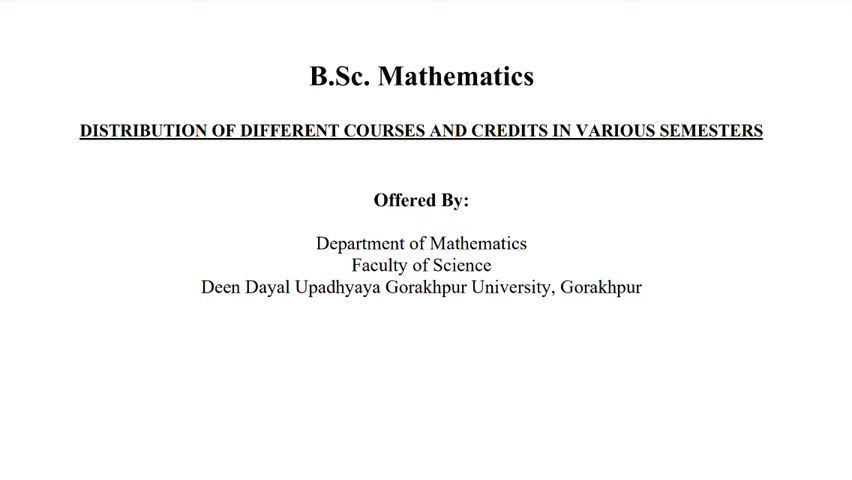 B.Sc. Mathematics
DISTRIBUTION OF DIFFERENT COURSES AND CREDITS IN VARIOUS SEMESTERS
Offered By:
Department of Mathematics
Faculty of Science
Deen Dayal Upadhyaya Gorakhpur University, Gorakhpur